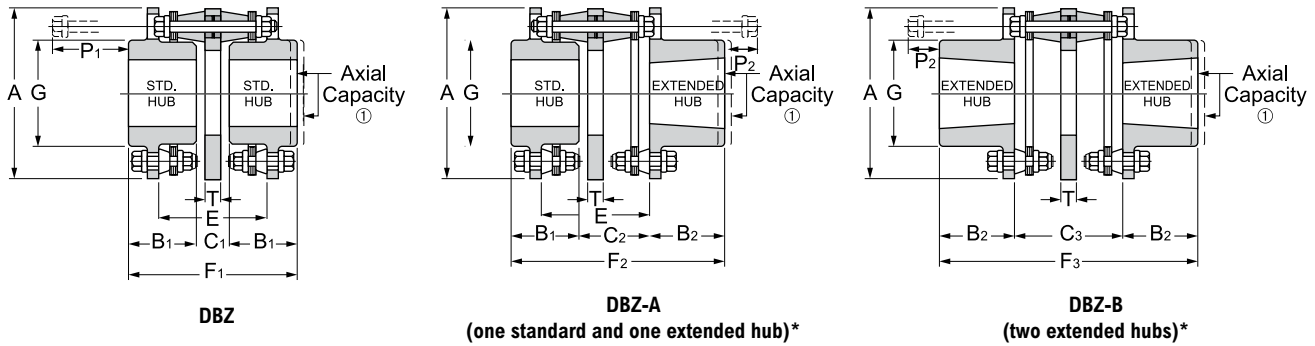 A
G
P1
STD. HUB
STD. HUB
Axial Capacity ①
T
E
B1
C1
B1
F1
DBZ
A
G
STD. HUB
EXTENDED HUB
P2
Axial Capacity ①
T
E
B1
C2
B2
F2
DBZ-A
(one standard and one extended hub)*
P2
A
G
EXTENDED HUB
EXTENDED HUB
Axial Capacity ①
T
B2
C3
B2
F3
DBZ-B
(two extended hubs)*